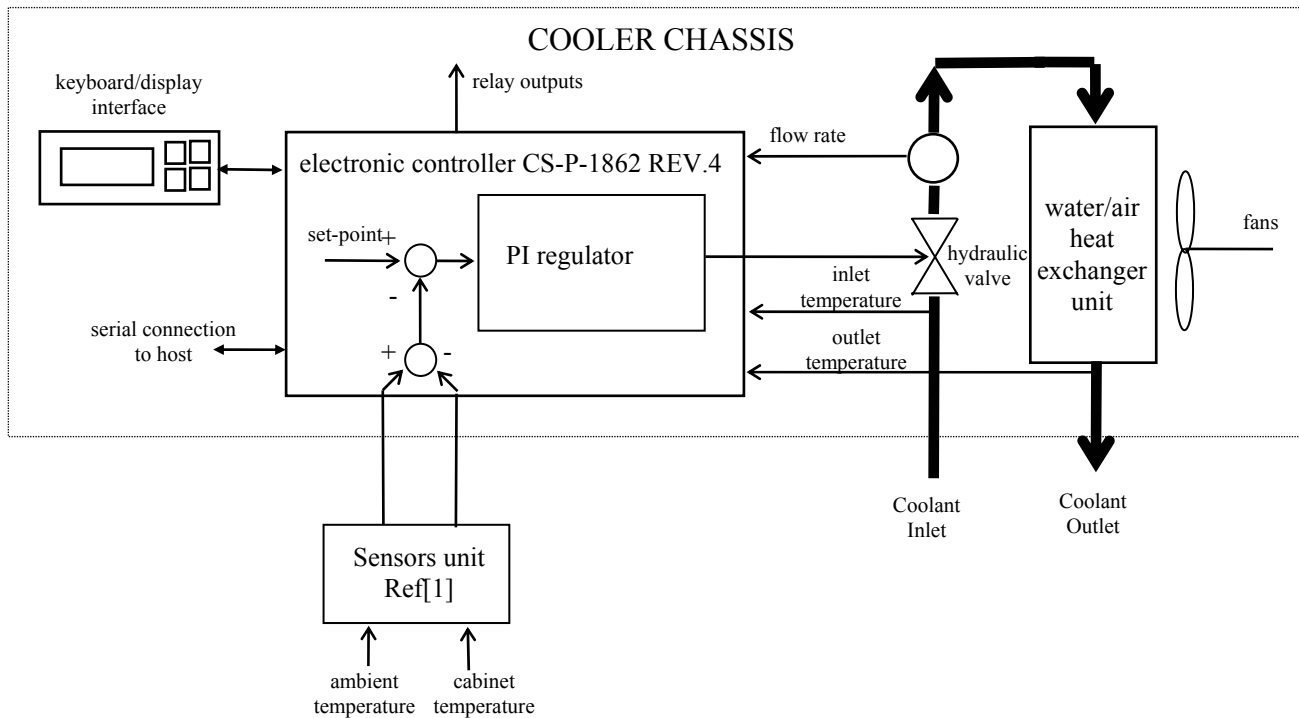 COOLER CHASSIS
keyboard/display
interface
relay outputs
flow rate
electronic controller CS-P-1862 REV.4
set-point
+
-
PI regulator
hydraulic
valve
water/air
heat
exchanger
unit
fans
inlet
temperature
serial connection
to host
+
-
outlet
temperature
Coolant
Inlet
Coolant
Outlet
Sensors unit
Ref[1]
ambient
temperature
cabinet
temperature